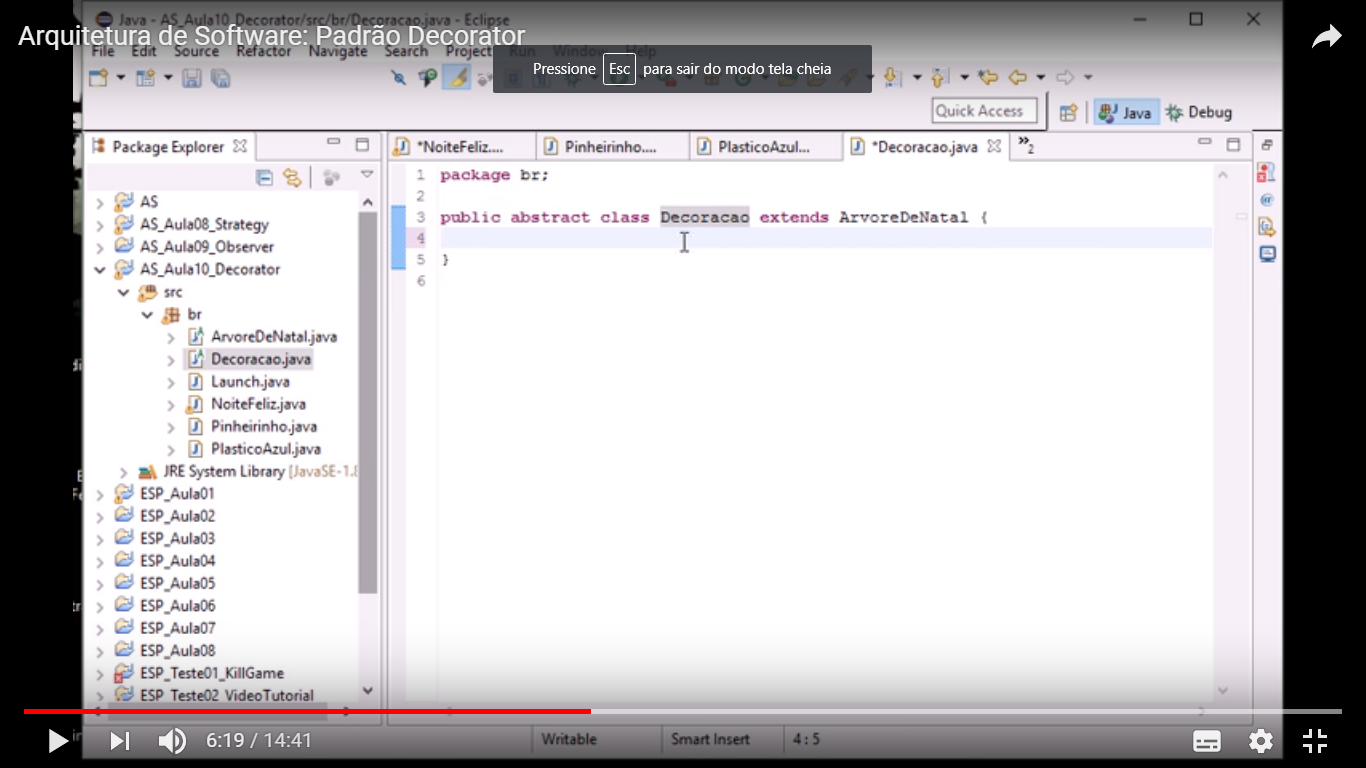 Java - AS_Aula10_Decorator/src/br/Decoracao.java - Eclipse
Arquitetura de Software: Padrão Decorator
File Edit Source Refactor Navigate Search Project Run Window Help
Pressione Esc para sair do modo tela cheia
Quick Access
Java
Debug
Package Explorer
*NoiteFeliz....
Pinheirinho....
PlasticoAzul...
*Decoracao.java
»2
AS
AS_Aula08_Strategy
AS_Aula09_Observer
AS_Aula10_Decorator
src
br
ArvoreDeNatal.java
Decoracao.java
Launch.java
NoiteFeliz.java
Pinheirinho.java
PlasticoAzul.java
JRE System Library [JavaSE-1.8
ESP_Aula01
ESP_Aula02
ESP_Aula03
ESP_Aula04
ESP_Aula05
ESP_Aula06
ESP_Aula07
ESP_Aula08
ESP_Teste01_KillGame
ESP_Teste02_VideoTutorial
1 package br;
2
3 public abstract class Decoracao extends ArvoreDeNatal {
4
5 }
6
Writable
Smart Insert
4 : 5
6:19 / 14:41